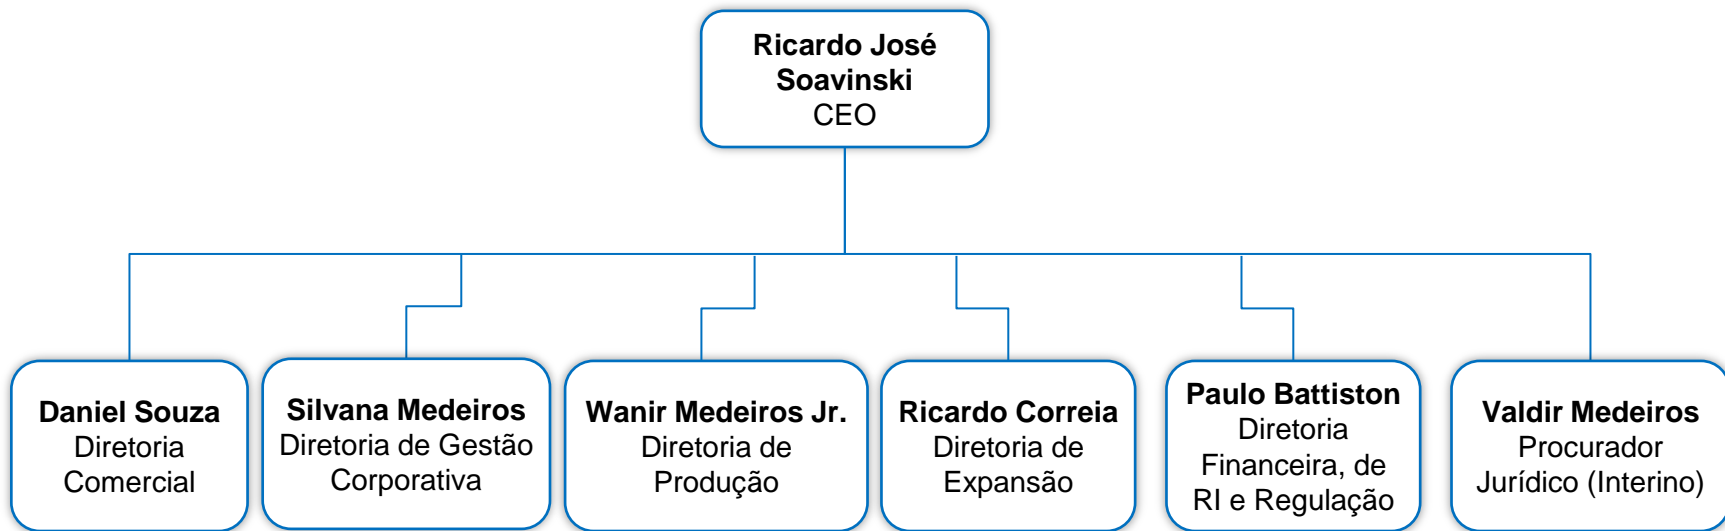 Ricardo José
Soavinski
CEO
Daniel Souza
Diretoria
Comercial
Silvana Medeiros
Diretoria de Gestão
Corporativa
Wanir Medeiros Jr.
Diretoria de
Produção
Ricardo Correia
Diretoria de
Expansão
Paulo Battiston
Diretoria
Financeira, de
RI e Regulação
Valdir Medeiros
Procurador
Jurídico (Interino)